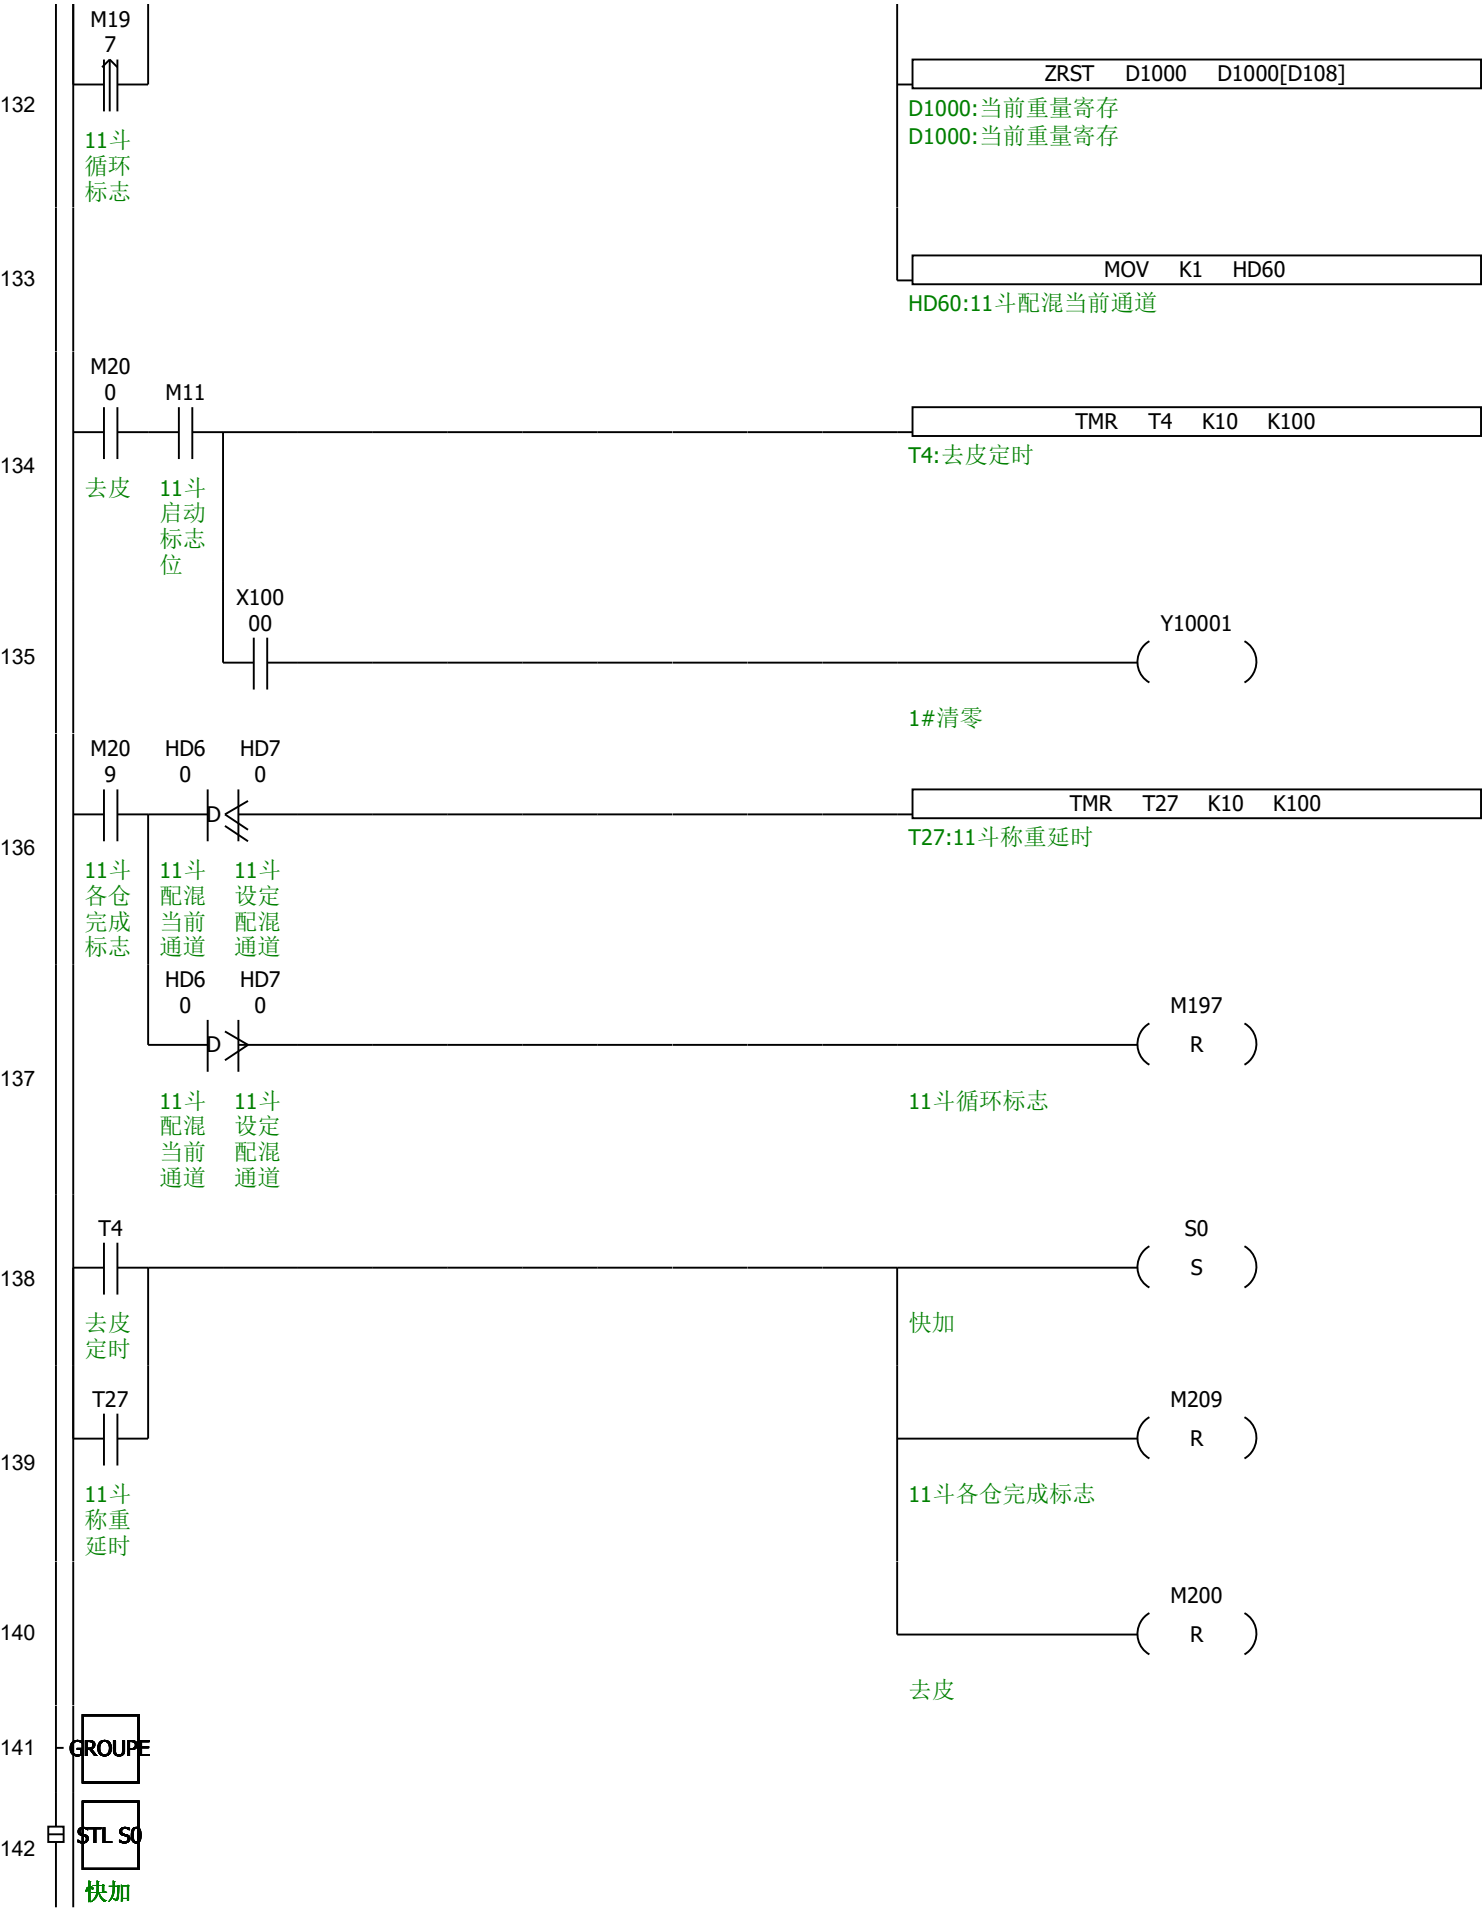 M19
7
132
ZRST D1000 D1000[D108]
D1000:当前重量寄存
D1000:当前重量寄存
11斗
循环
标志
133
MOV K1 HD60
HD60:11斗配混当前通道
M20
0
M11
134
TMR T4 K10 K100
T4:去皮定时
去皮
11斗
启动
标志
位
X100
00
135
Y10001
1#清零
M20
9
HD6
0
HD7
0
D
136
TMR T27 K10 K100
T27:11斗称重延时
11斗
各仓
完成
标志
11斗
配混
当前
通道
11斗
设定
配混
通道
HD6
0
HD7
0
D
137
M197
R
11斗循环标志
11斗
配混
当前
通道
11斗
设定
配混
通道
T4
138
S0
S
快加
去皮
定时
T27
139
M209
R
11斗各仓完成标志
11斗
称重
延时
140
M200
R
去皮
141
GROUPE
142
STL S0
快加